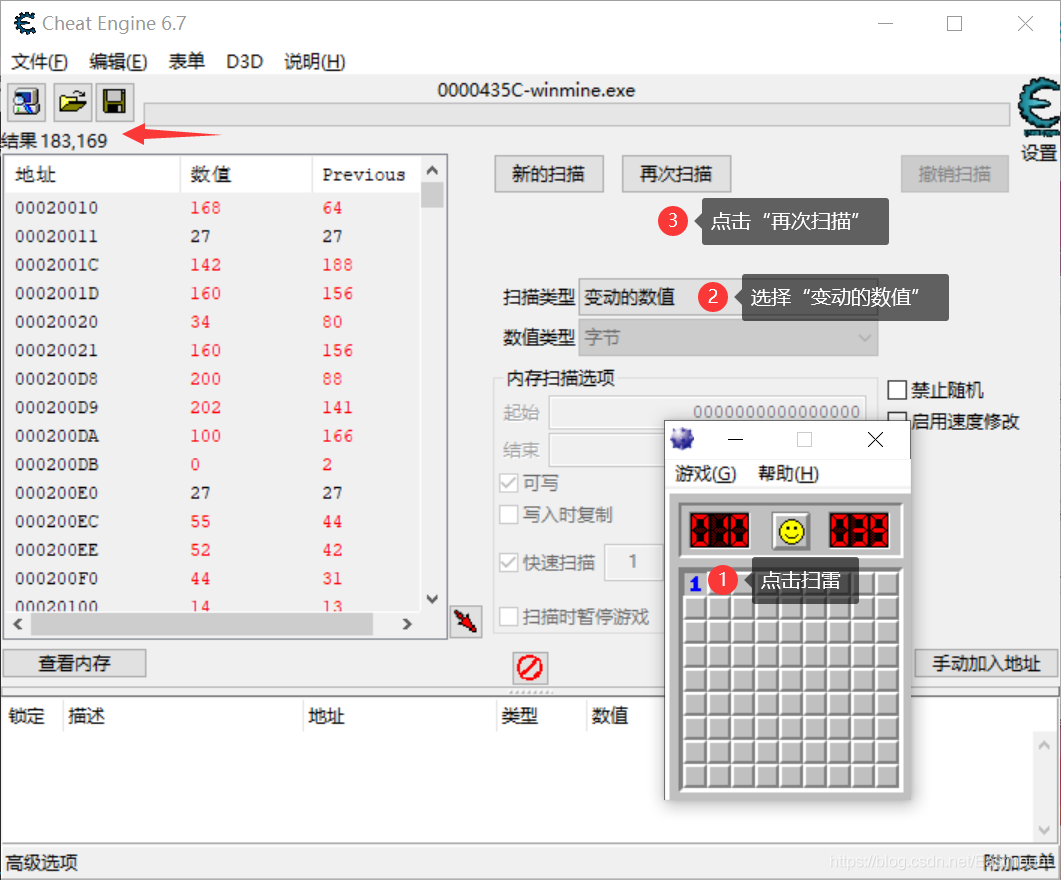 Cheat Engine 6.7
文件(F) 编辑(E) 表单 D3D 说明(H)
0000435C-winmine.exe
结果 183,169
设置
地址 数值 Previous
00020010 168 64
00020011 27 27
0002001C 142 188
0002001D 160 156
00020020 34 80
00020021 160 156
000200D8 200 88
000200D9 202 141
000200DA 100 166
000200DB 0 2
000200E0 27 27
000200EC 55 44
000200EE 52 42
000200F0 44 31
00020100 14 13
新的扫描 再次扫描 撤销扫描
3 点击“再次扫描”
扫描类型 变动的数值 2 选择“变动的数值”
数值类型 字节
内存扫描选项
起始 0000000000000000
结束
可写
写入时复制
快速扫描 1
扫描时暂停游戏
禁止随机
启用速度修改
游戏(G) 帮助(H)
1 1 点击扫雷
查看内存 手动加入地址
锁定 描述 地址 类型 数值
高级选项 附加表单